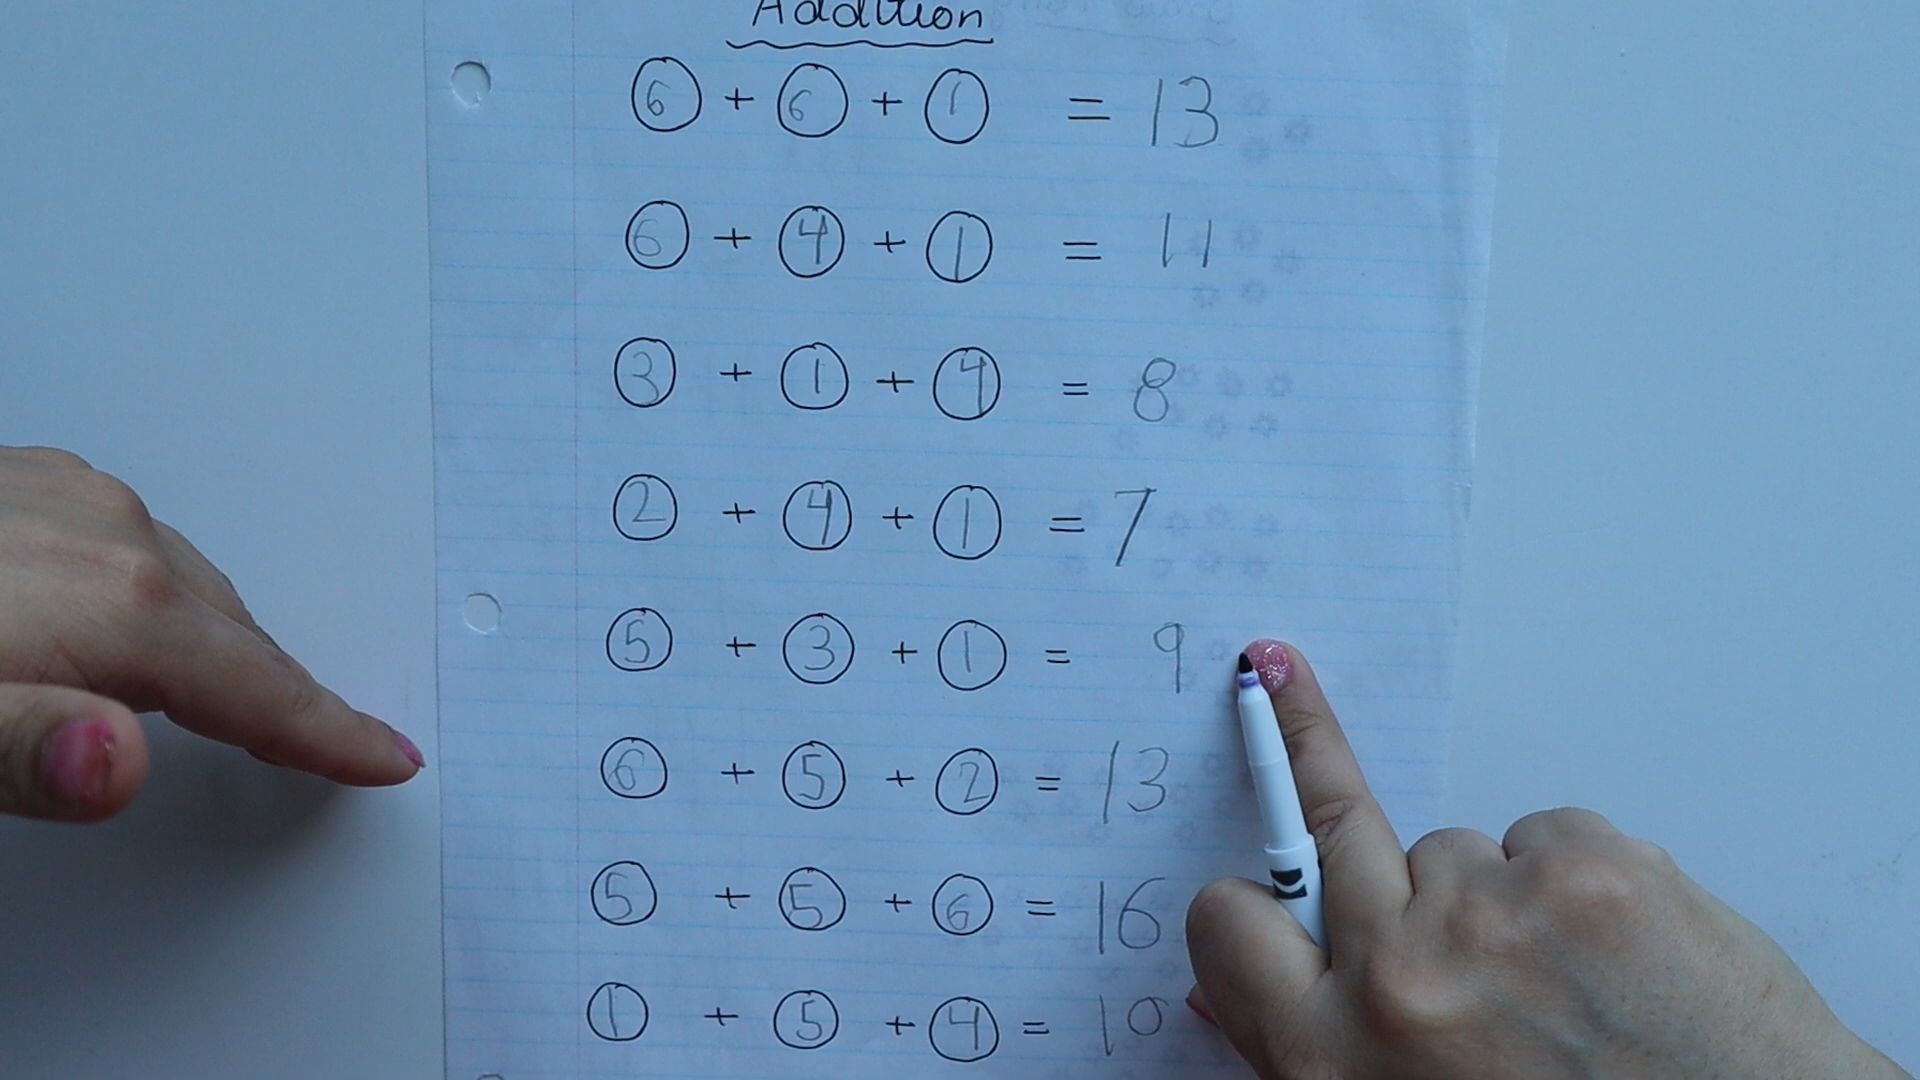 Addition
6 + 6 + 1 = 13
6 + 4 + 1 = 11
3 + 1 + 4 = 8
2 + 4 + 1 = 7
5 + 3 + 1 = 9
6 + 5 + 2 = 13
5 + 5 + 6 = 16
1 + 5 + 4 = 10